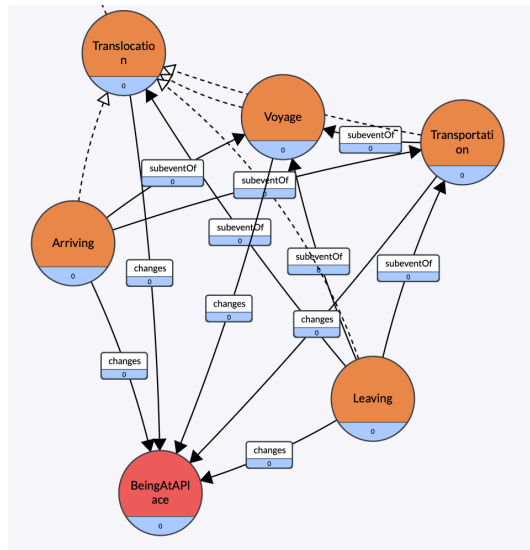 Translocatio
n
0
Voyage
0
subeventOf
0
Transportati
on
0
subeventOf
0
subeventOf
0
Arriving
0
subeventOf
0
changes
0
subeventOf
0
subeventOf
0
changes
0
changes
0
changes
0
Leaving
0
changes
0
BeingAtAPl
ace
0